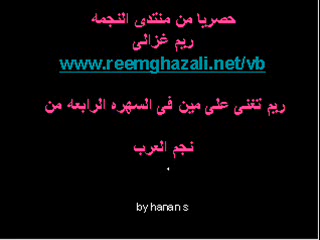 حصريا من منتدى النجمه
ريم غزالى
www.reemghazali.net/vb
ريم تغنى على مين فى السهره الرابعه من
نجم العرب
by hanan s